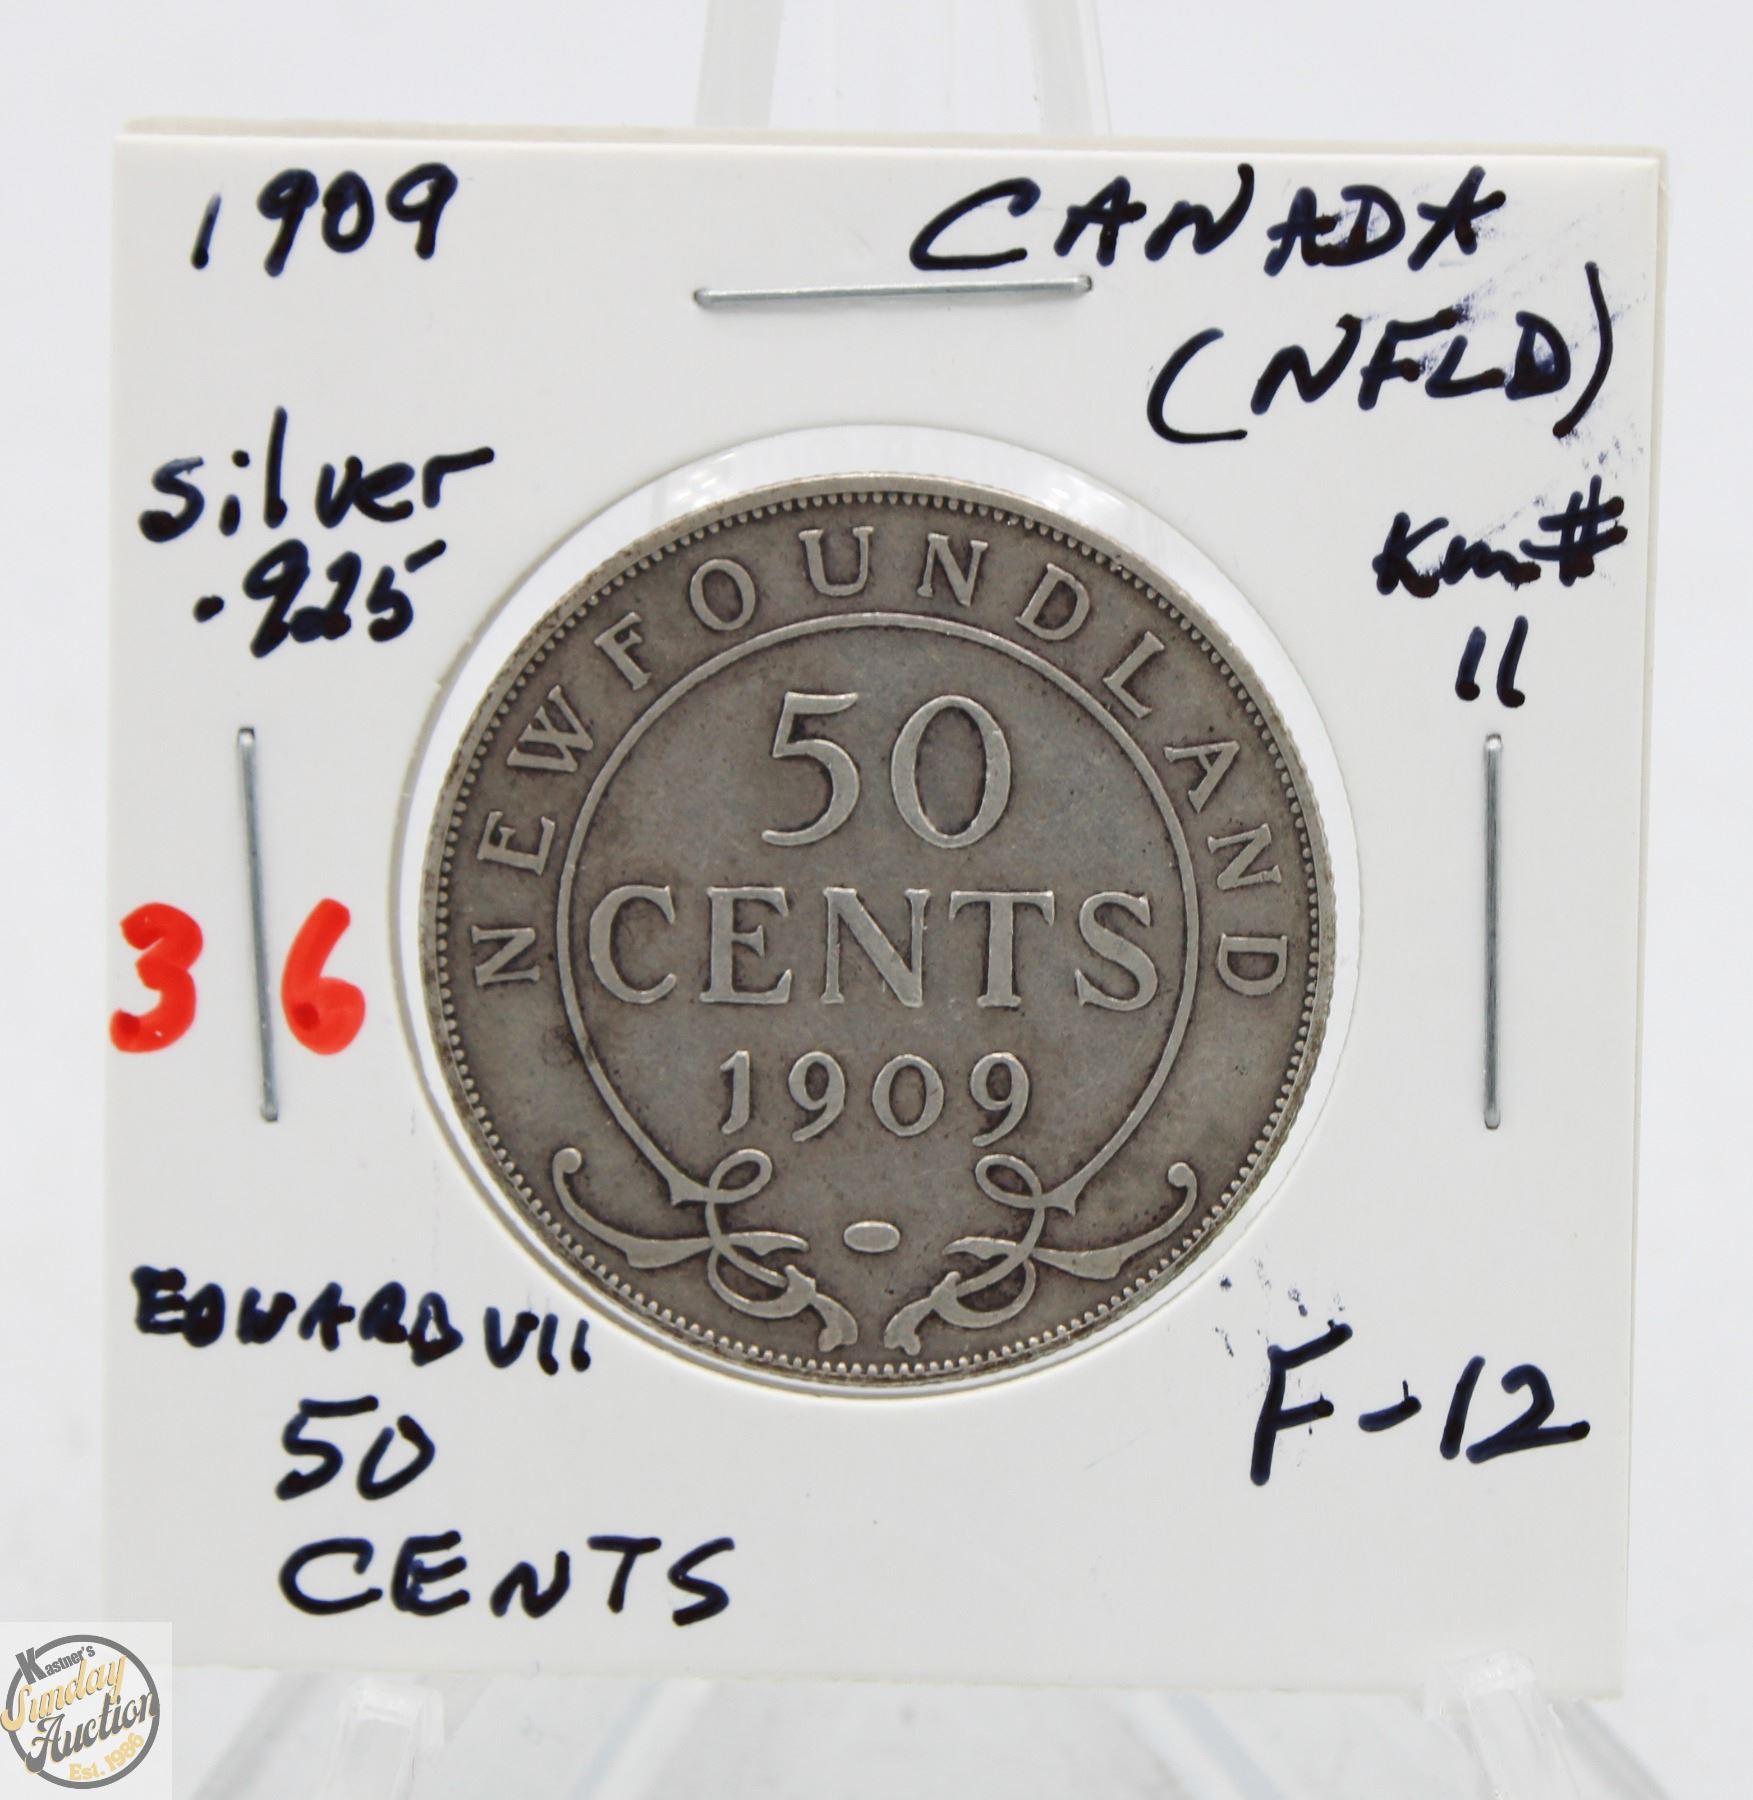 1909
CANADA
(NFLD)
silver
.925
Km#
11
NEWFOUNDLAND
50
CENTS
1909
36
EDWARD VII
50
CENTS
F-12
Kastner's
Sunday
Auction
Est. 1986